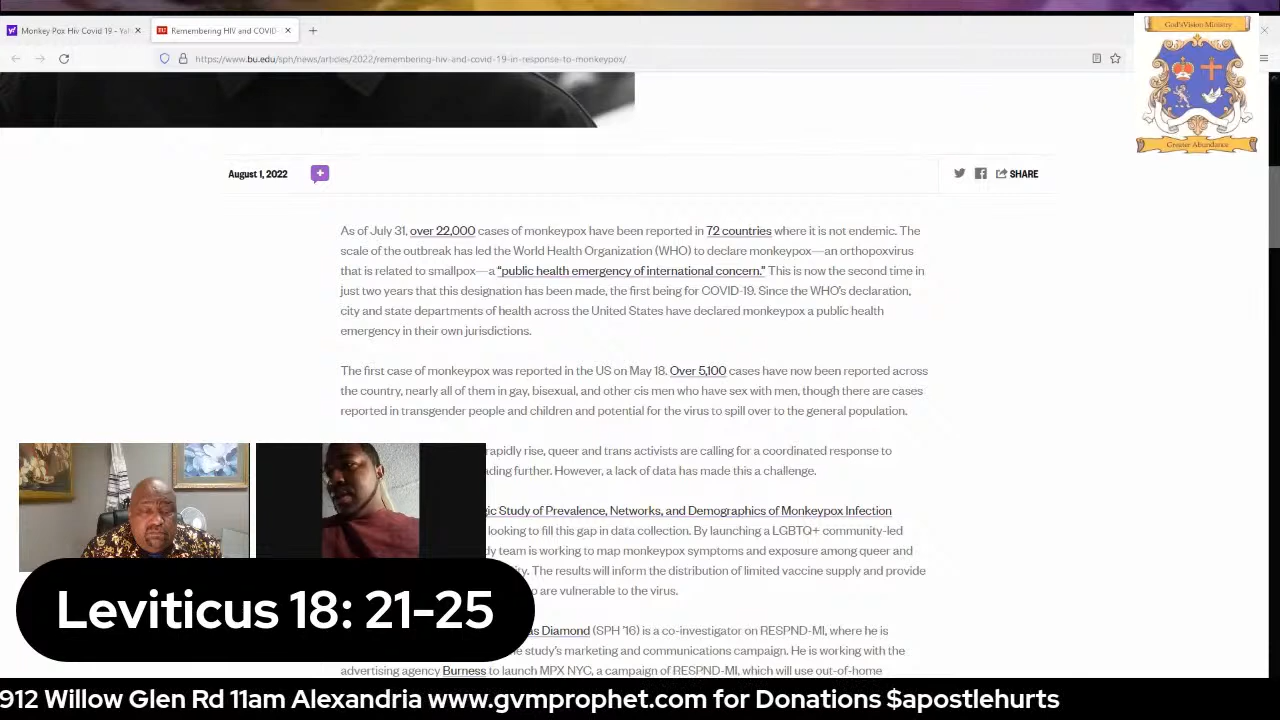 Monkey Pox Hiv Covid 19 - Ya
Remembering HIV and COVID-
https://www.bu.edu/sph/news/articles/2022/remembering-hiv-and-covid-19-in-response-to-monkeypox/
God'sVision Ministry
Greater Abundance
August 1, 2022
SHARE
As of July 31, over 22,000 cases of monkeypox have been reported in 72 countries where it is not endemic. The
scale of the outbreak has led the World Health Organization (WHO) to declare monkeypox—an orthopoxvirus
that is related to smallpox—a “public health emergency of international concern.” This is now the second time in
just two years that this designation has been made, the first being for COVID-19. Since the WHO’s declaration,
city and state departments of health across the United States have declared monkeypox a public health
emergency in their own jurisdictions.
The first case of monkeypox was reported in the US on May 18. Over 5,100 cases have now been reported across
the country, nearly all of them in gay, bisexual, and other cis men who have sex with men, though there are cases
reported in transgender people and children and potential for the virus to spill over to the general population.
rapidly rise, queer and trans activists are calling for a coordinated response to
ading further. However, a lack of data has made this a challenge.
gic Study of Prevalence, Networks, and Demographics of Monkeypox Infection
looking to fill this gap in data collection. By launching a LGBTQ+ community-led
dy team is working to map monkeypox symptoms and exposure among queer and
ity. The results will inform the distribution of limited vaccine supply and provide
o are vulnerable to the virus.
as Diamond (SPH ’16) is a co-investigator on RESPND-MI, where he is
e study’s marketing and communications campaign. He is working with the
advertising agency Burness to launch MPX NYC, a campaign of RESPND-MI, which will use out-of-home
Leviticus 18: 21-25
912 Willow Glen Rd 11am Alexandria www.gvmprophet.com for Donations $apostlehurts